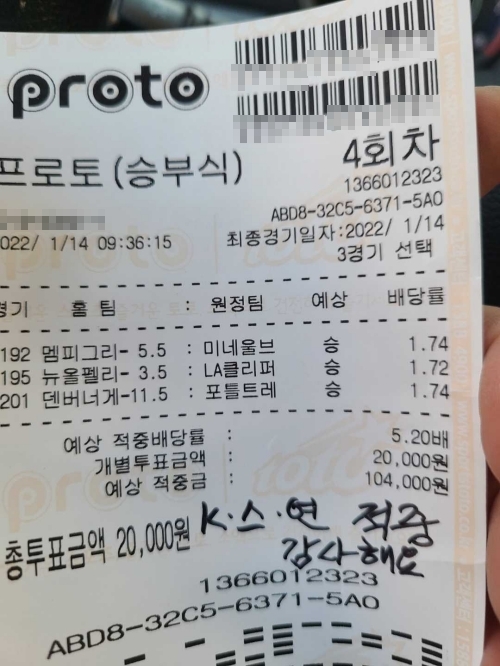 proto
프로토(승부식)
4회차
1366012323
ABD8-32C5-6371-5A0
022/ 1/14 09:36:15
최종경기일자:2022/ 1/14
3경기 선택
경기 홈 팀 원정팀 예상 배당률
192 멤피그리- 5.5 : 미네울브 승 1.74
195 뉴올펠리- 3.5 : LA클리퍼 승 1.72
201 덴버너게-11.5 : 포틀트레 승 1.74
예상 적중배당률 : 5.20배
개별투표금액 : 20,000원
예상 적중금 : 104,000원
총투표금액 20,000원
K·스·연 적중
감사해요
1366012323
ABD8-32C5-6371-5A0